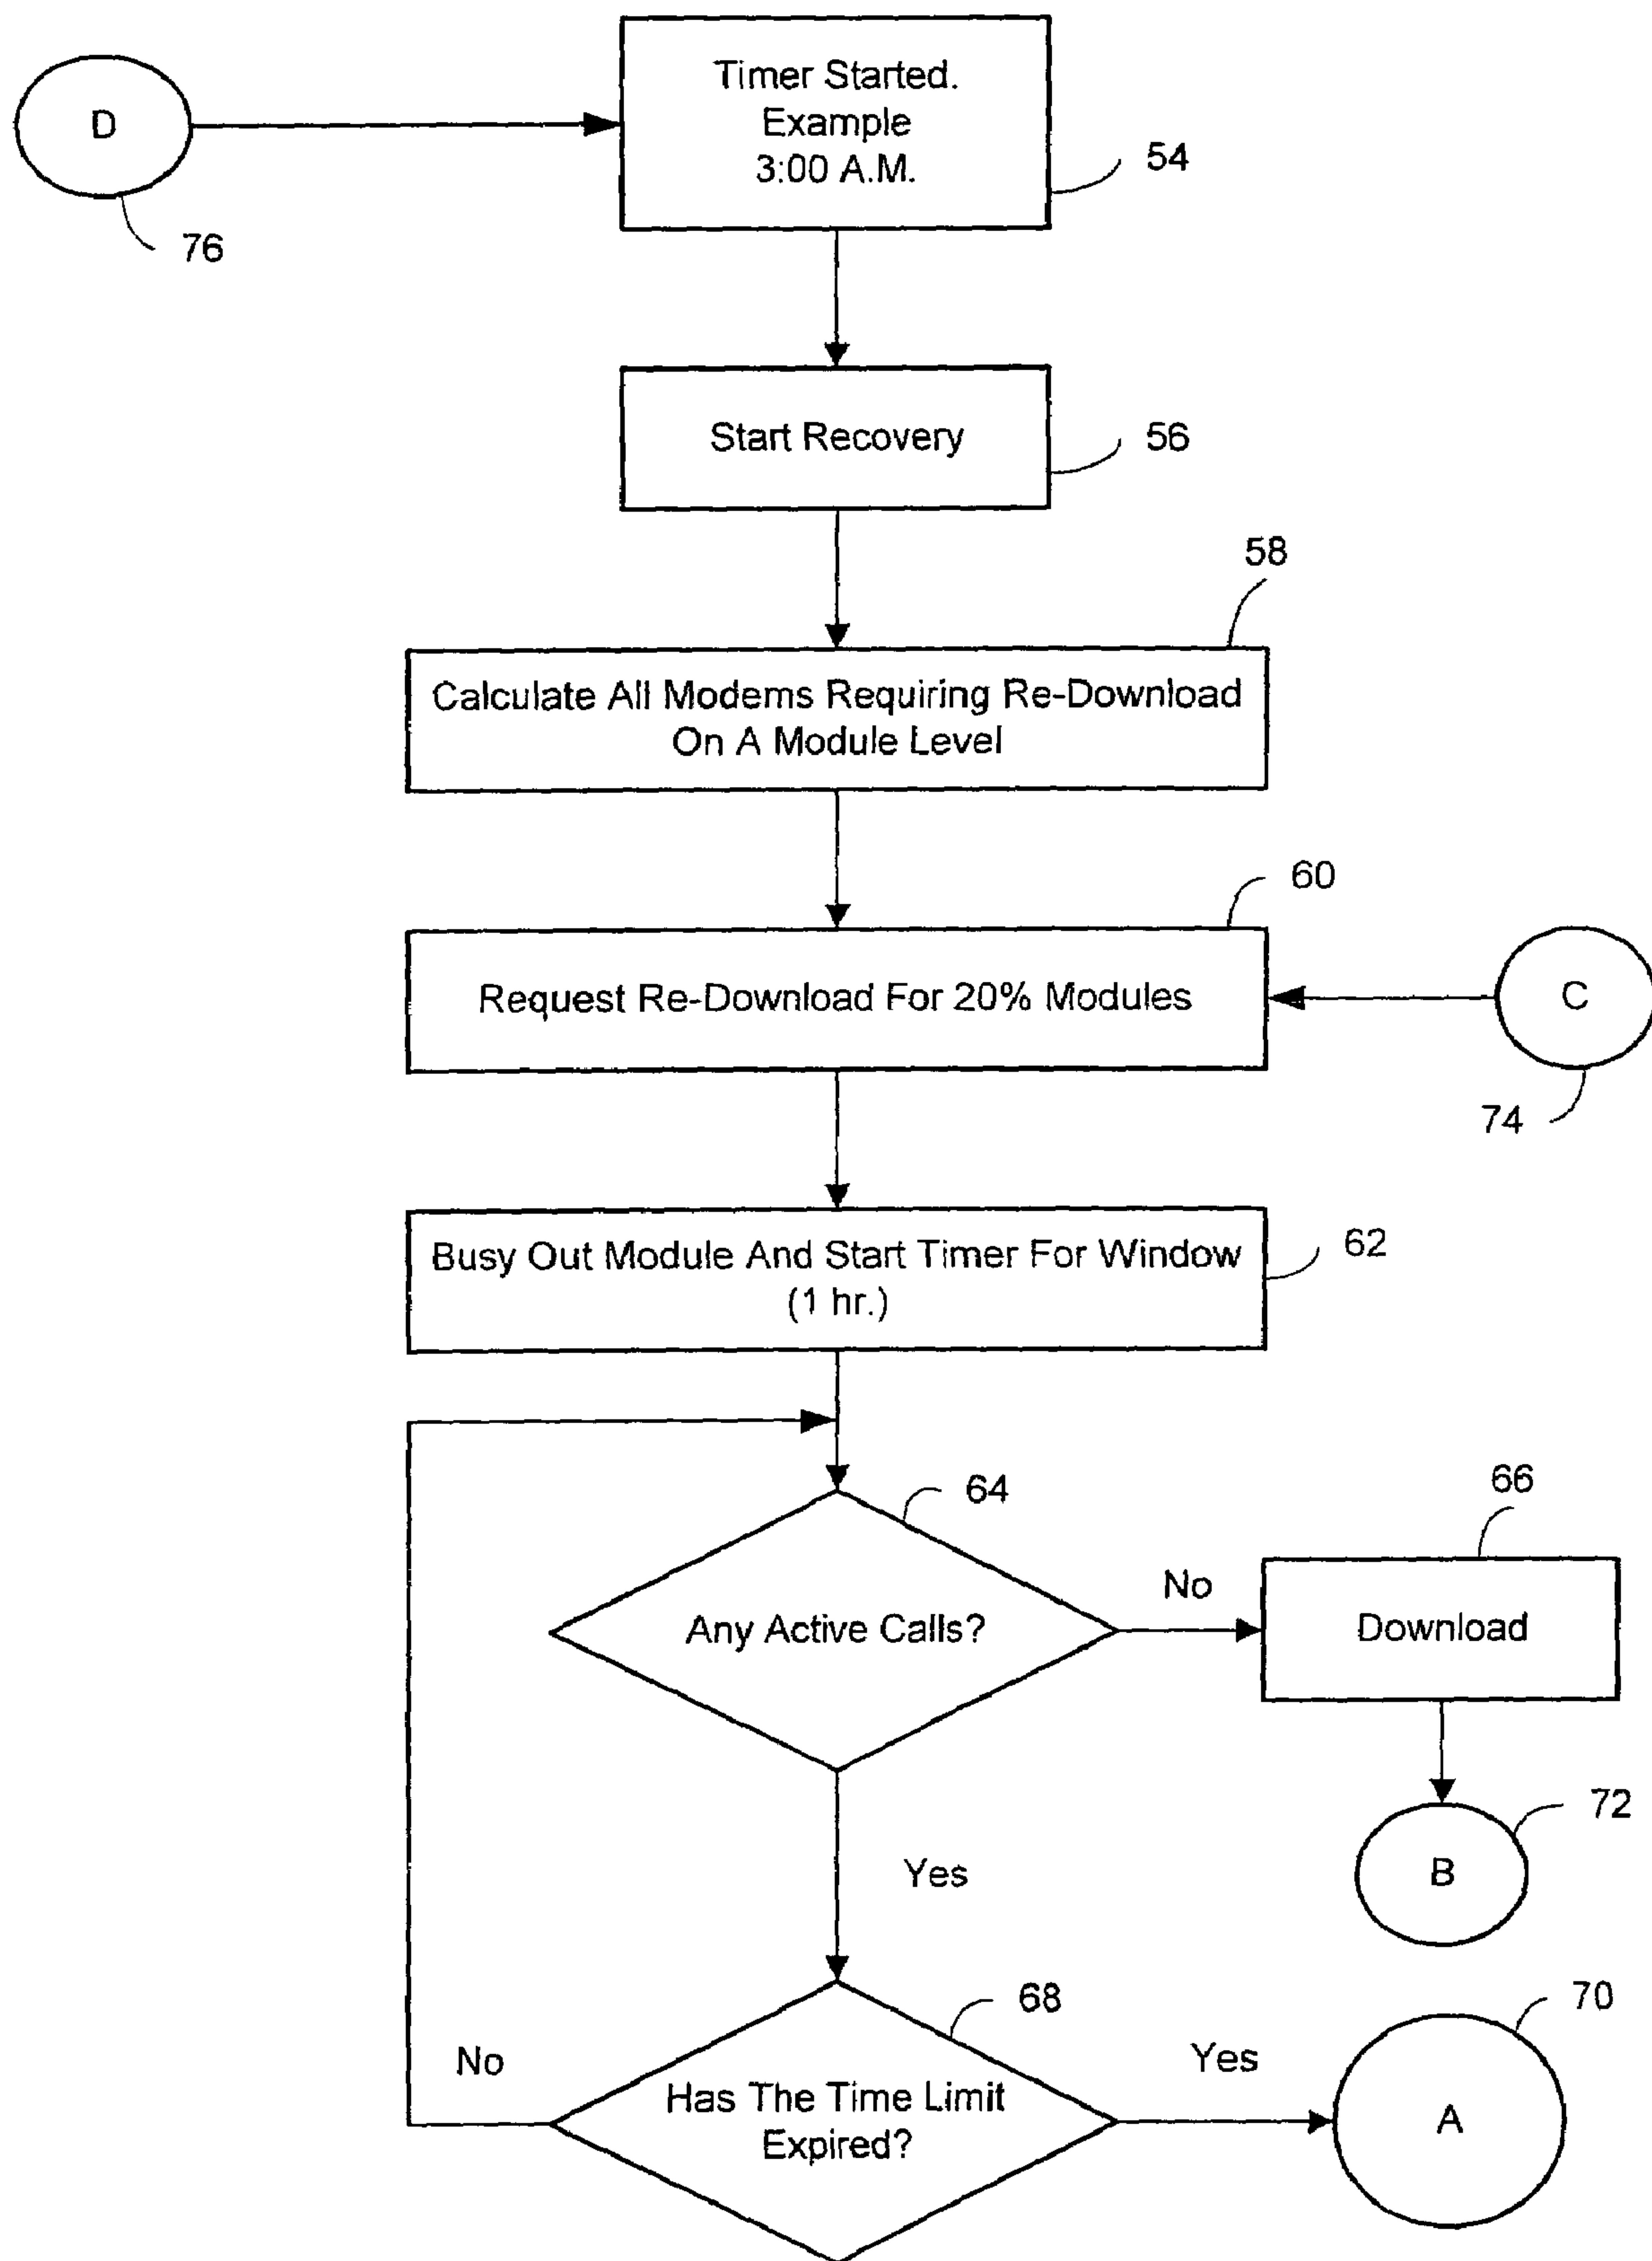 D
76
Timer Started.
Example
3:00 A.M.
54
Start Recovery
56
58
Calculate All Modems Requiring Re-Download
On A Module Level
60
Request Re-Download For 20% Modules
C
74
Busy Out Module And Start Timer For Window
(1 hr.)
62
64
Any Active Calls?
No
66
Download
72
B
Yes
68
Has The Time Limit
Expired?
No
Yes
70
A